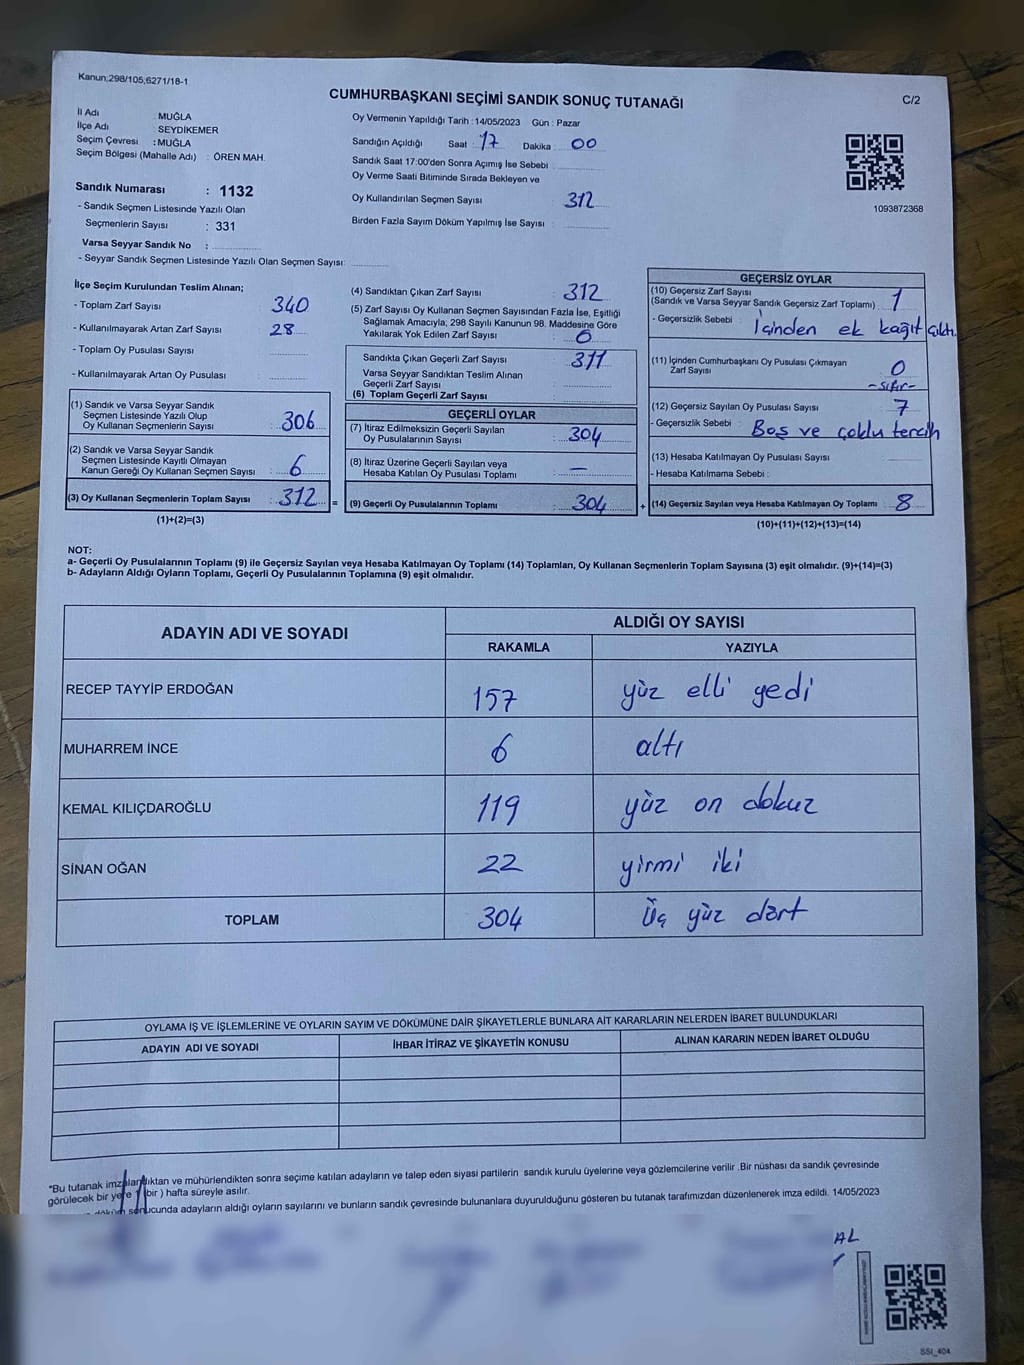 Kanun;298/105,6271/18-1
CUMHURBAŞKANI SEÇİMİ SANDIK SONUÇ TUTANAĞI
C/2
İl Adı : MUĞLA
İlçe Adı : SEYDİKEMER
Seçim Çevresi : MUĞLA
Seçim Bölgesi (Mahalle Adı) : ÖREN MAH.
Sandık Numarası : 1132
- Sandık Seçmen Listesinde Yazılı Olan
Seçmenlerin Sayısı : 331
Varsa Seyyar Sandık No :
- Seyyar Sandık Seçmen Listesinde Yazılı Olan Seçmen Sayısı:
Oy Vermenin Yapıldığı Tarih : 14/05/2023 Gün : Pazar
Sandığın Açıldığı Saat : 17 Dakika : 00
Sandık Saat 17:00'den Sonra Açımış İse Sebebi :
Oy Verme Saati Bitiminde Sırada Bekleyen ve
Oy Kullandırılan Seçmen Sayısı : 312
Birden Fazla Sayım Döküm Yapılmış İse Sayısı :
1093872368
İlçe Seçim Kurulundan Teslim Alınan;
- Toplam Zarf Sayısı : 340
- Kullanılmayarak Artan Zarf Sayısı : 28
- Toplam Oy Pusulası Sayısı :
- Kullanılmayarak Artan Oy Pusulası :
(1) Sandık ve Varsa Seyyar Sandık
Seçmen Listesinde Yazılı Olup
Oy Kullanan Seçmenlerin Sayısı : 306
(2) Sandık ve Varsa Seyyar Sandık
Seçmen Listesinde Kayıtlı Olmayan
Kanun Gereği Oy Kullanan Seçmen Sayısı : 6
(3) Oy Kullanan Seçmenlerin Toplam Sayısı : 312 =
(1)+(2)=(3)
(4) Sandıktan Çıkan Zarf Sayısı : 312
(5) Zarf Sayısı Oy Kullanan Seçmen Sayısından Fazla İse, Eşitliği
Sağlamak Amacıyla, 298 Sayılı Kanunun 98. Maddesine Göre
Yakılarak Yok Edilen Zarf Sayısı : 0
Sandıkta Çıkan Geçerli Zarf Sayısı : 311
Varsa Seyyar Sandıktan Teslim Alınan
Geçerli Zarf Sayısı :
(6) Toplam Geçerli Zarf Sayısı :
GEÇERLİ OYLAR
(7) İtiraz Edilmeksizin Geçerli Sayılan
Oy Pusulalarının Sayısı : 304
(8) İtiraz Üzerine Geçerli Sayılan veya
Hesaba Katılan Oy Pusulası Toplamı : —
(9) Geçerli Oy Pusulalarının Toplamı : 304 +
GEÇERSİZ OYLAR
(10) Geçersiz Zarf Sayısı
(Sandık ve Varsa Seyyar Sandık Geçersiz Zarf Toplamı) : 1
- Geçersizlik Sebebi : İçinden ek kağıt çıktı.
(11) İçinden Cumhurbaşkanı Oy Pusulası Çıkmayan
Zarf Sayısı : 0
-sıfır-
(12) Geçersiz Sayılan Oy Pusulası Sayısı : 7
- Geçersizlik Sebebi : Boş ve çoklu tercih
(13) Hesaba Katılmayan Oy Pusulası Sayısı :
- Hesaba Katılmama Sebebi :
(14) Geçersiz Sayılan veya Hesaba Katılmayan Oy Toplamı : 8
(10)+(11)+(12)+(13)=(14)
NOT:
a- Geçerli Oy Pusulalarının Toplamı (9) ile Geçersiz Sayılan veya Hesaba Katılmayan Oy Toplamı (14) Toplamları, Oy Kullanan Seçmenlerin Toplam Sayısına (3) eşit olmalıdır. (9)+(14)=(3)
b- Adayların Aldığı Oyların Toplamı, Geçerli Oy Pusulalarının Toplamına (9) eşit olmalıdır.
ADAYIN ADI VE SOYADI ALDIĞI OY SAYISI
RAKAMLA YAZIYLA
RECEP TAYYİP ERDOĞAN 157 yüz elli yedi
MUHARREM İNCE 6 altı
KEMAL KILIÇDAROĞLU 119 yüz on dokuz
SİNAN OĞAN 22 yirmi iki
TOPLAM 304 Üç yüz dört
OYLAMA İŞ VE İŞLEMLERİNE VE OYLARIN SAYIM VE DÖKÜMÜNE DAİR ŞİKAYETLERLE BUNLARA AİT KARARLARIN NELERDEN İBARET BULUNDUKLARI
ADAYIN ADI VE SOYADI İHBAR İTİRAZ VE ŞİKAYETİN KONUSU ALINAN KARARIN NEDEN İBARET OLDUĞU
*Bu tutanak imzalandıktan ve mühürlendikten sonra seçime katılan adayların ve talep eden siyasi partilerin sandık kurulu üyelerine veya gözlemcilerine verilir .Bir nüshası da sandık çevresinde
görülecek bir yere 1 (bir ) hafta süreyle asılır.
döküm sonucunda adayların aldığı oyların sayılarını ve bunların sandık çevresinde bulunanlara duyurulduğunu gösteren bu tutanak tarafımızdan düzenlenerek imza edildi. 14/05/2023
AL
SSI_404